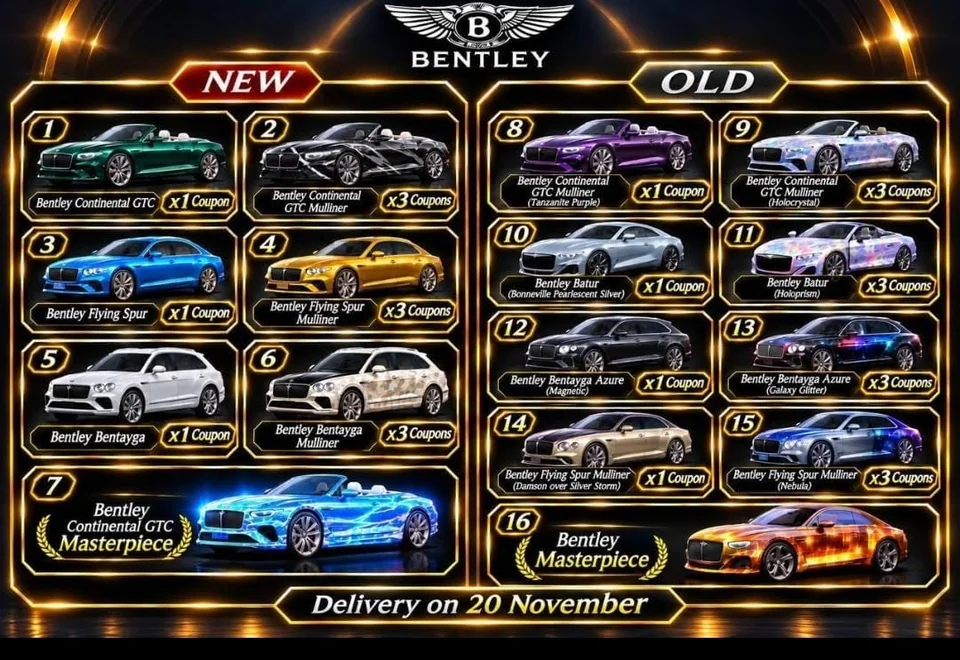 B
BENTLEY
NEW
1
Bentley Continental GTC
x1 Coupon
2
Bentley Continental
GTC Mulliner
x3 Coupons
3
Bentley Flying Spur
x1 Coupon
4
Bentley Flying Spur
Mulliner
x3 Coupons
5
Bentley Bentayga
x1 Coupon
6
Bentley Bentayga
Mulliner
x3 Coupons
7
Bentley
Continental GTC
Masterpiece
OLD
8
Bentley Continental
GTC Mulliner
(Tanzanite Purple)
x1 Coupon
9
Bentley Continental
GTC Mulliner
(Holocrystal)
x3 Coupons
10
Bentley Batur
(Bonneville Pearlescent Silver)
x1 Coupon
11
Bentley Batur
(Holoprism)
x3 Coupons
12
Bentley Bentayga Azure
(Magnetic)
x1 Coupon
13
Bentley Bentayga Azure
(Galaxy Glitter)
x3 Coupons
14
Bentley Flying Spur Mulliner
(Damson over Silver Storm)
x1 Coupon
15
Bentley Flying Spur Mulliner
(Nebula)
x3 Coupons
16
Bentley
Masterpiece
Delivery on 20 November